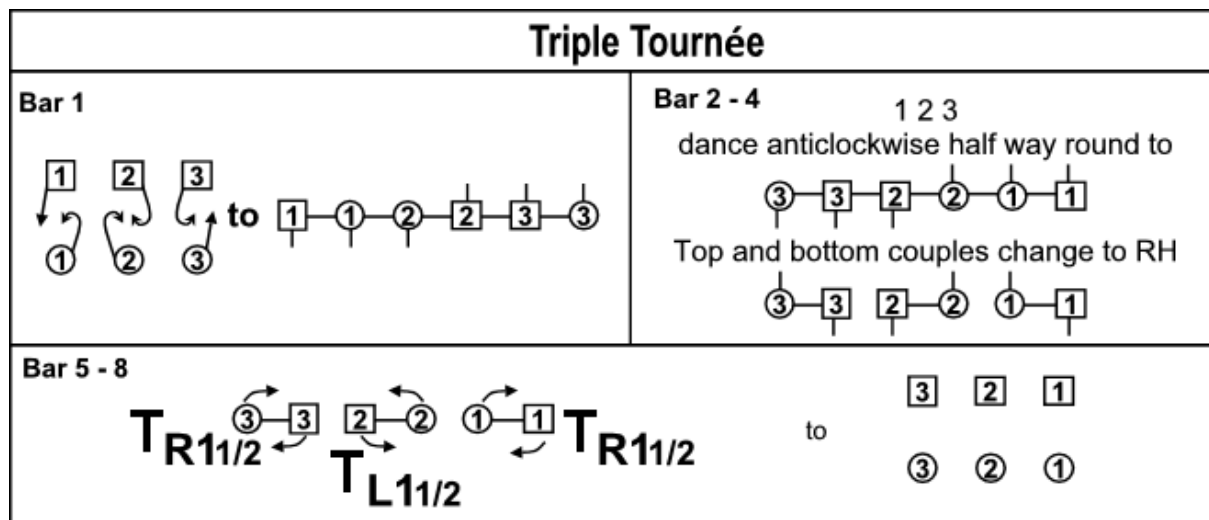 Triple Tournée
Bar 1
1 2 3
1 2 3
to
1 1 2 2 3 3
Bar 2 - 4
1 2 3
dance anticlockwise half way round to
3 3 2 2 1 1
Top and bottom couples change to RH
3 3 2 2 1 1
Bar 5 - 8
TR11/2 3 3 2 2 1 1 TR11/2
TL11/2
to
3 2 1
3 2 1